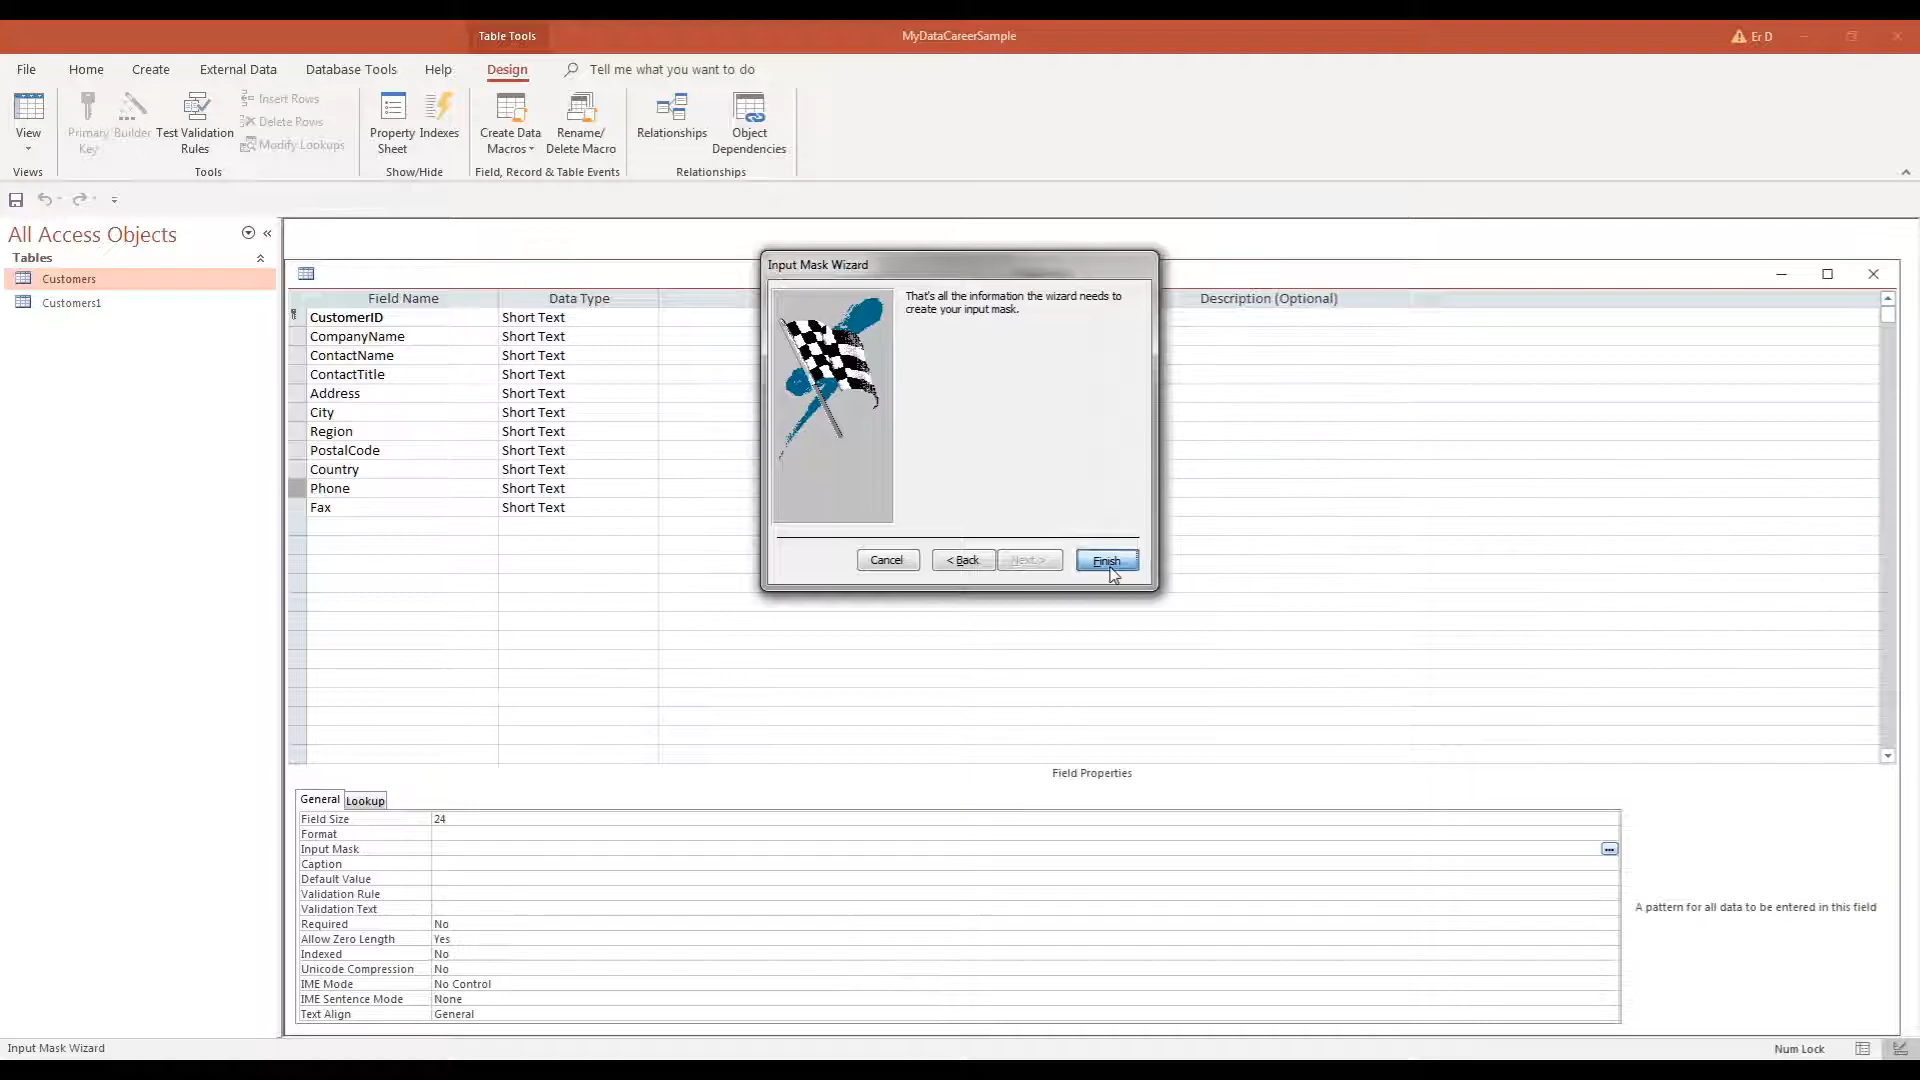 Table Tools
MyDataCareerSample
Er D
File Home Create External Data Database Tools Help Design Tell me what you want to do
View
Primary Key
Builder
Test Validation Rules
Insert Rows
Delete Rows
Modify Lookups
Property Sheet
Indexes
Create Data Macros
Rename/ Delete Macro
Relationships
Object Dependencies
Views Tools Show/Hide Field, Record & Table Events Relationships
All Access Objects
Tables
Customers
Customers1
Input Mask Wizard
That's all the information the wizard needs to
create your input mask.
Cancel < Back Next > Finish
Field Name Data Type Description (Optional)
CustomerID Short Text
CompanyName Short Text
ContactName Short Text
ContactTitle Short Text
Address Short Text
City Short Text
Region Short Text
PostalCode Short Text
Country Short Text
Phone Short Text
Fax Short Text
Field Properties
General Lookup
Field Size 24
Format
Input Mask
Caption
Default Value
Validation Rule
Validation Text
Required No
Allow Zero Length Yes
Indexed No
Unicode Compression No
IME Mode No Control
IME Sentence Mode None
Text Align General
A pattern for all data to be entered in this field
Input Mask Wizard
Num Lock